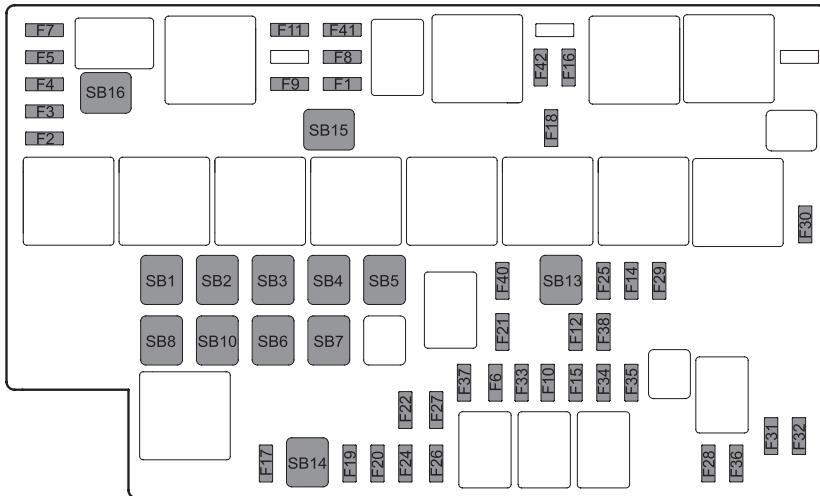 F7 F11 F41
F5 F8 F42 F16
F4 SB16 F9 F1
F3
F2 SB15 F18
F30
SB1 SB2 SB3 SB4 SB5 F40 SB13 F25 F14 F29
SB8 SB10 SB6 SB7 F21 F12 F38
F37 F6 F33 F10 F15 F34 F35
F22 F27
F31 F32
F17 SB14 F19 F20 F24 F26 F28 F36